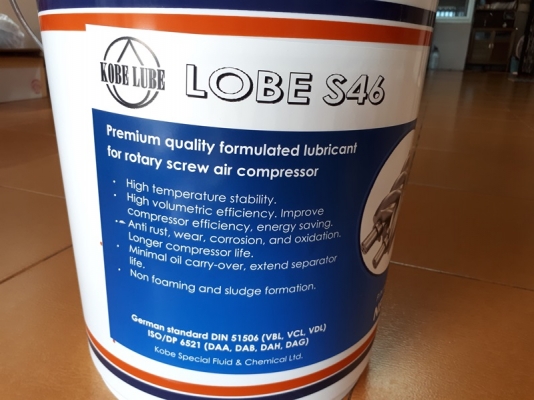 KOBE LUBE
LOBE S46
Premium quality formulated lubricant
for rotary screw air compressor
· High temperature stability.
· High volumetric efficiency. Improve
compressor efficiency, energy saving.
· Anti rust, wear, corrosion, and oxidation.
Longer compressor life.
· Minimal oil carry-over, extend separator
life.
· Non foaming and sludge formation.
German standard DIN 51506 (VBL, VCL, VDL)
ISO/DP 6521 (DAA, DAB, DAH, DAG)
Kobe Special Fluid & Chemical Ltd.